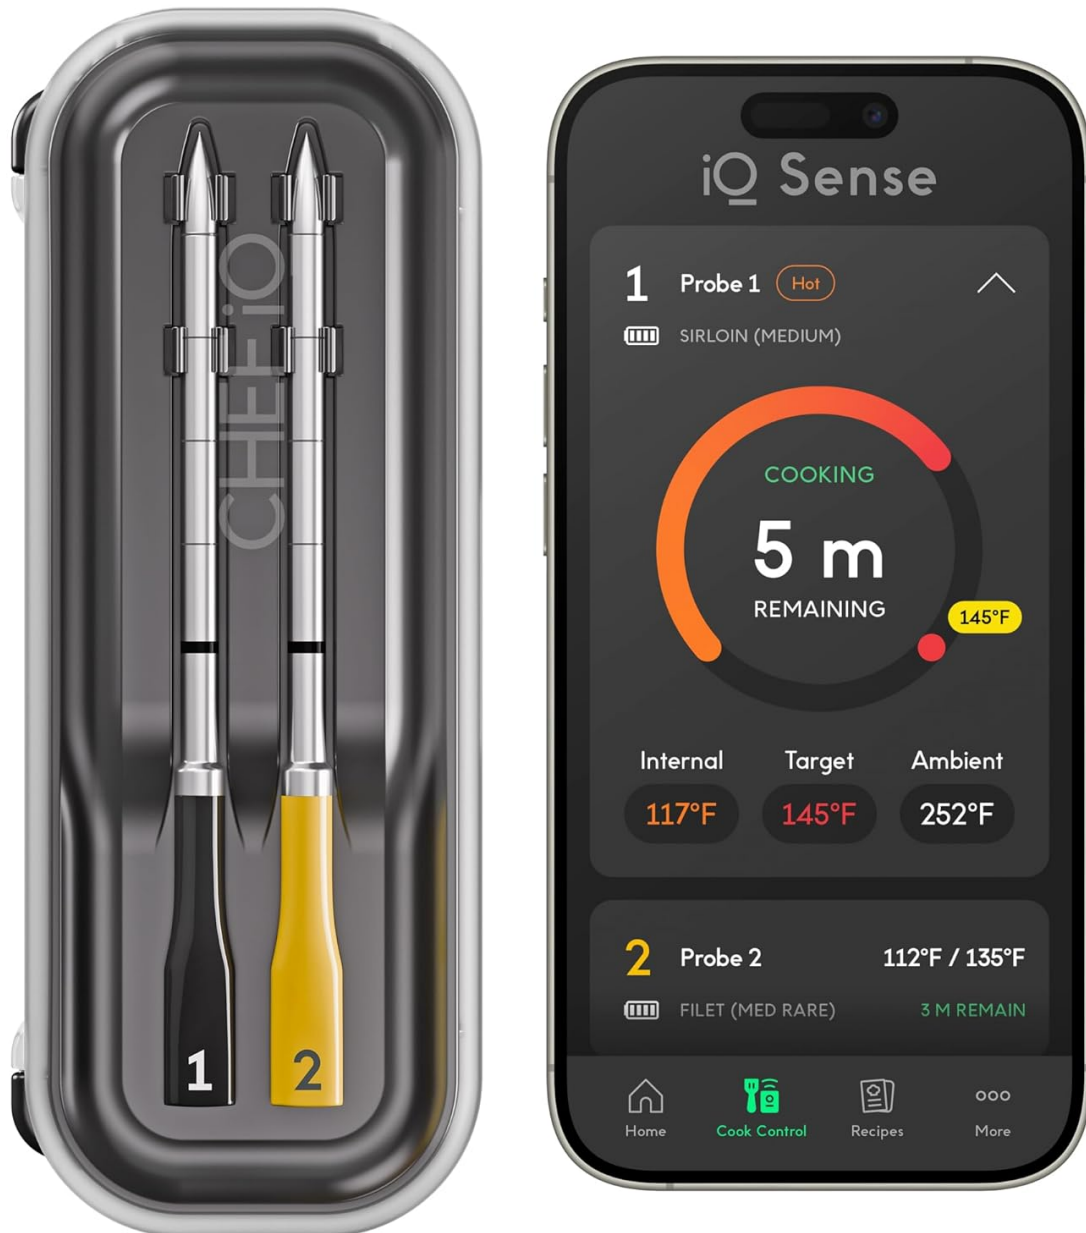 CHEF iQ
1
2
iQ Sense
1 Probe 1 Hot
SIRLOIN (MEDIUM)
COOKING
5 m
REMAINING
145°F
Internal Target Ambient
117°F 145°F 252°F
2 Probe 2 112°F / 135°F
FILET (MED RARE) 3 M REMAIN
Home Cook Control Recipes More